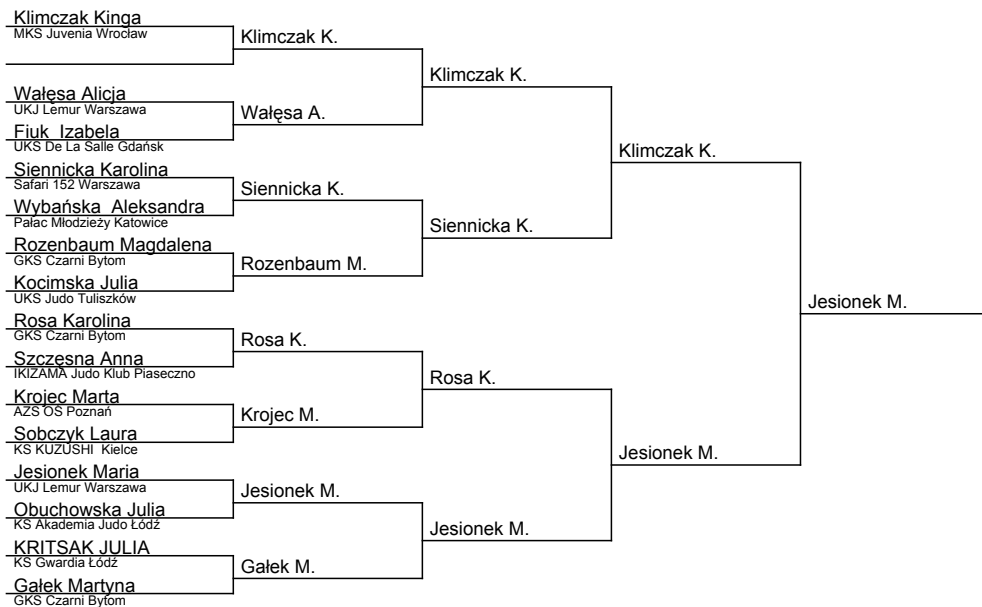 Klimczak Kinga
MKS Juvenia Wrocław
Wałęsa Alicja
UKJ Lemur Warszawa
Fiuk Izabela
UKS De La Salle Gdańsk
Siennicka Karolina
Safari 152 Warszawa
Wybańska Aleksandra
Pałac Młodzieży Katowice
Rozenbaum Magdalena
GKS Czarni Bytom
Kocimska Julia
UKS Judo Tuliszków
Rosa Karolina
GKS Czarni Bytom
Szczęsna Anna
IKIZAMA Judo Klub Piaseczno
Krojec Marta
AZS OŚ Poznań
Sobczyk Laura
KS KUZUSHI Kielce
Jesionek Maria
UKJ Lemur Warszawa
Obuchowska Julia
KS Akademia Judo Łódź
KRITSAK JULIA
KS Gwardia Łódź
Gałek Martyna
GKS Czarni Bytom
Klimczak K.
Wałęsa A.
Siennicka K.
Rozenbaum M.
Rosa K.
Krojec M.
Jesionek M.
Gałek M.
Klimczak K.
Siennicka K.
Rosa K.
Jesionek M.
Klimczak K.
Jesionek M.
Jesionek M.